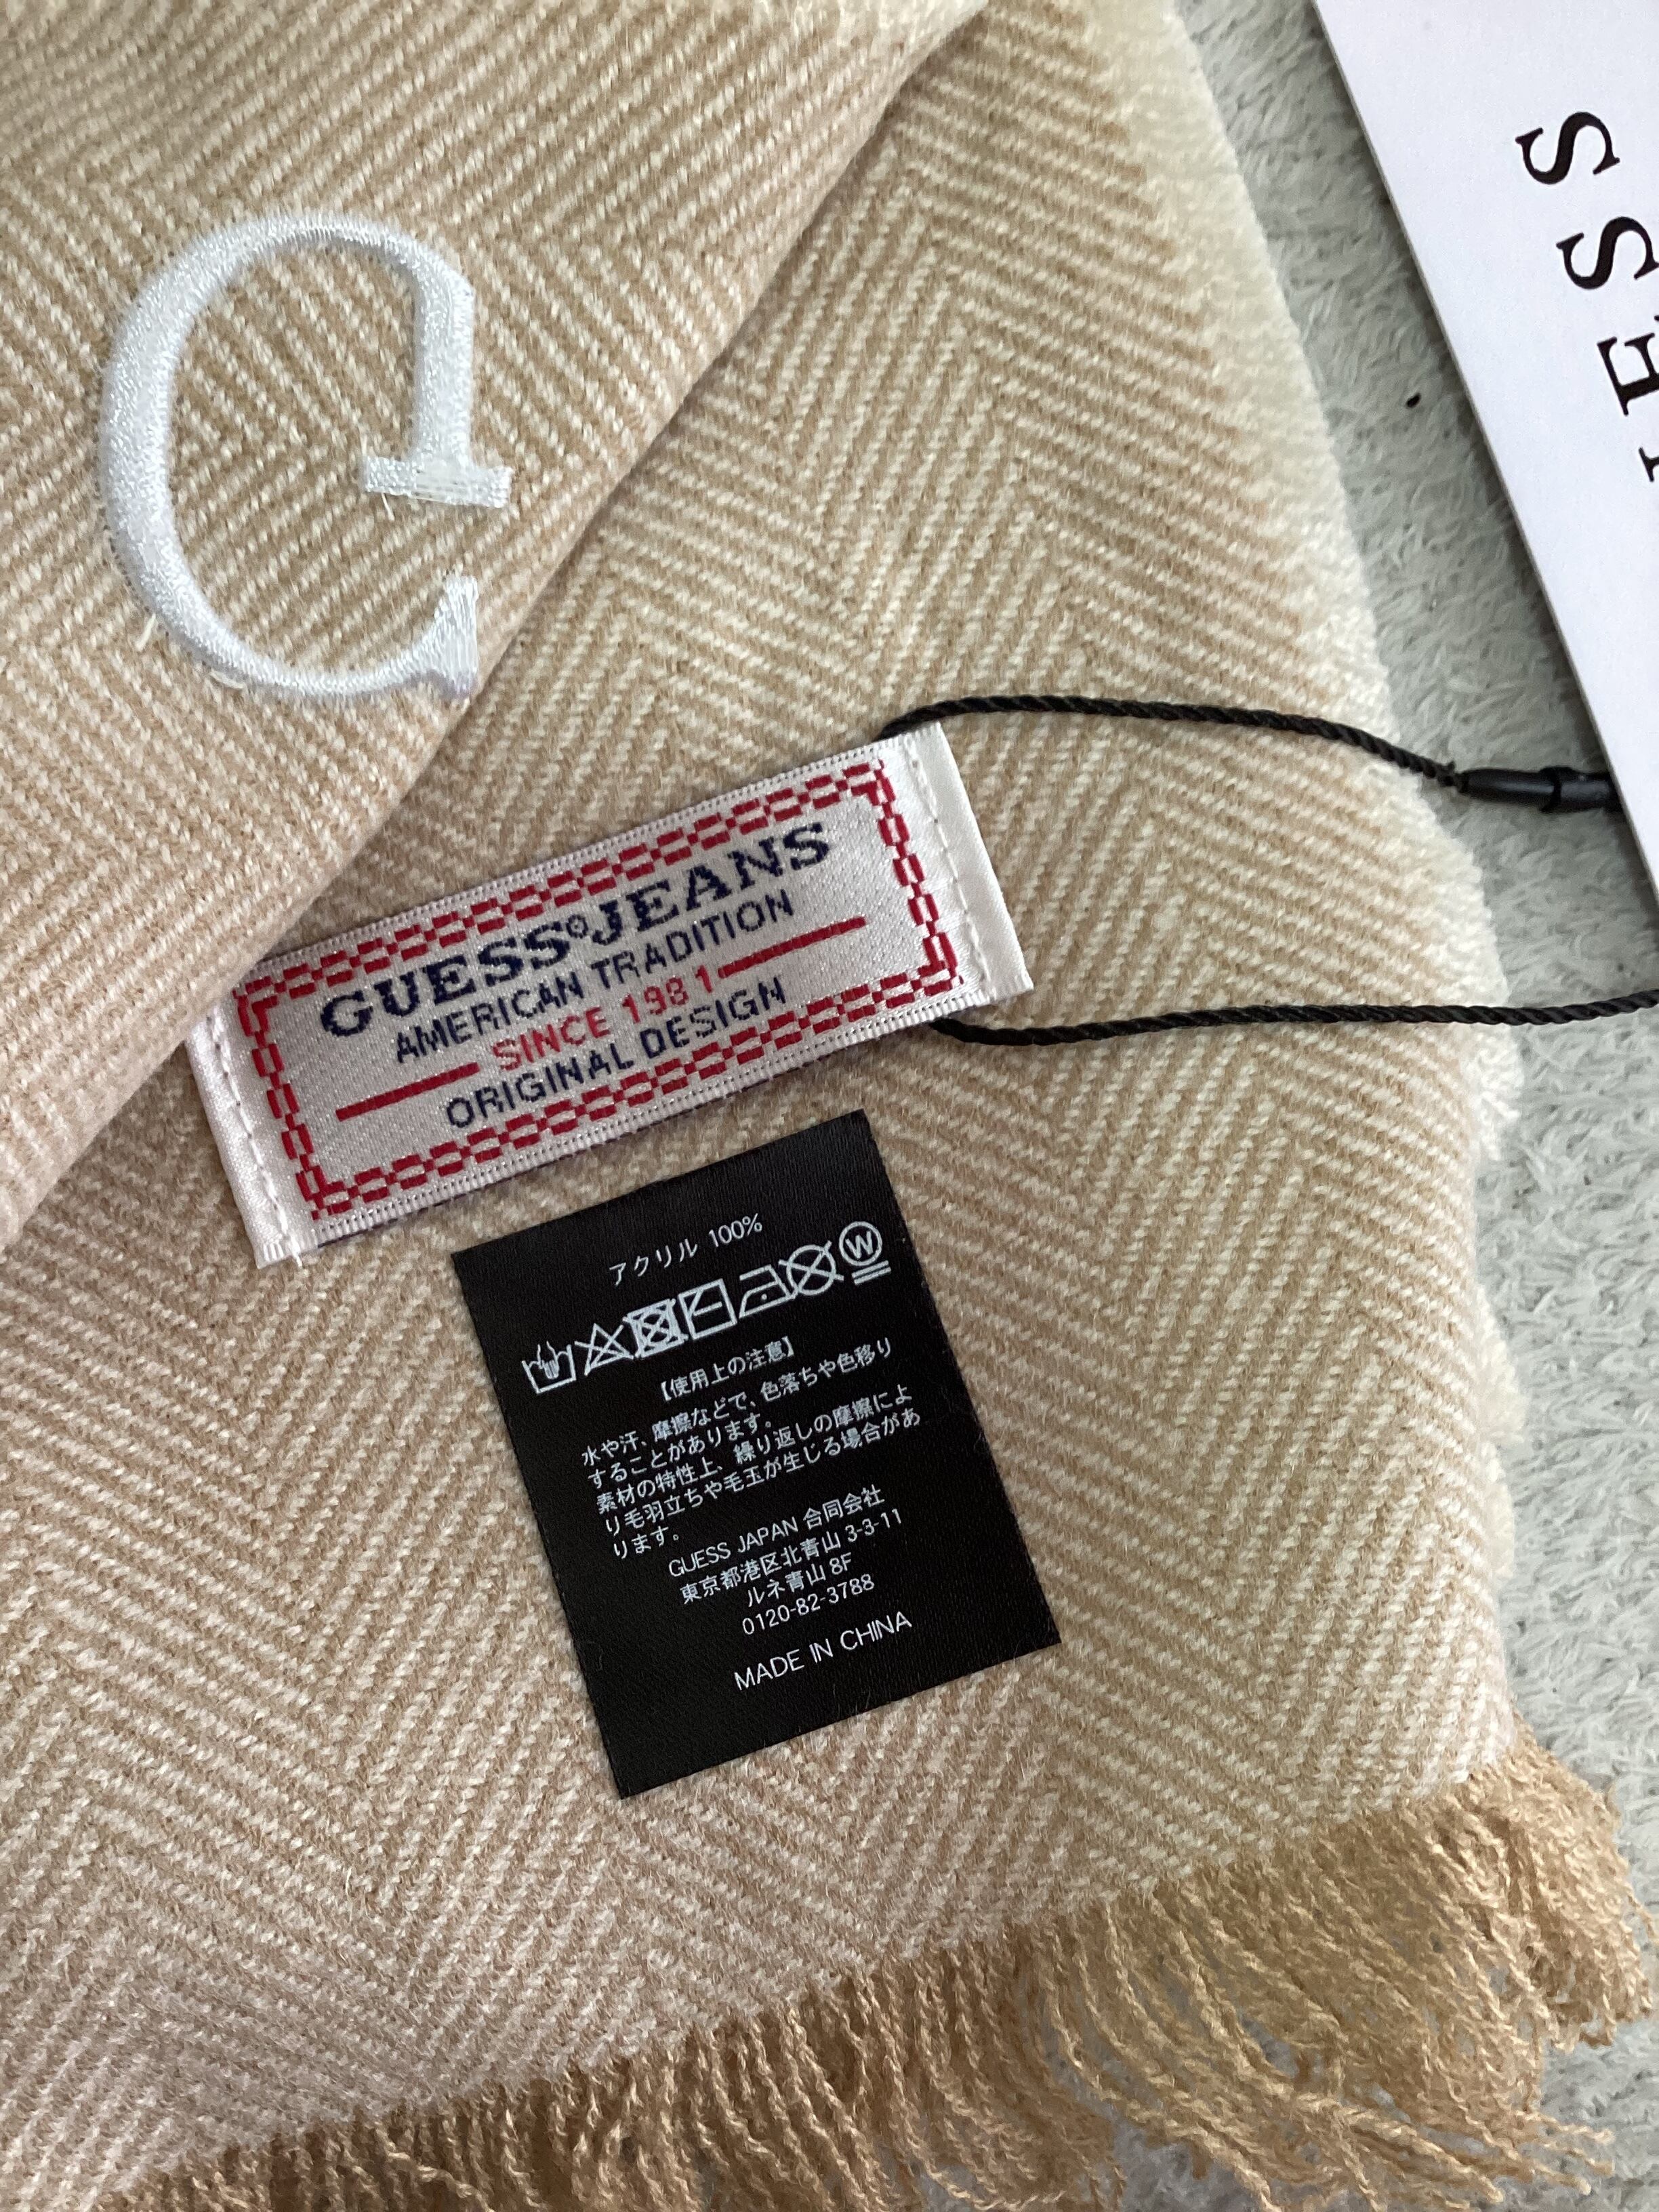 G
GUESS
GUESS®JEANS
AMERICAN TRADITION
SINCE 1981
ORIGINAL DESIGN
アクリル 100%
W
【使用上の注意】
水や汗、摩擦などで、色落ちや色移り
することがあります。
素材の特性上、繰り返しの摩擦によ
り毛羽立ちや毛玉が生じる場合があ
ります。
GUESS JAPAN 合同会社
東京都港区北青山 3-3-11
ルネ青山 8F
0120-82-3788
MADE IN CHINA